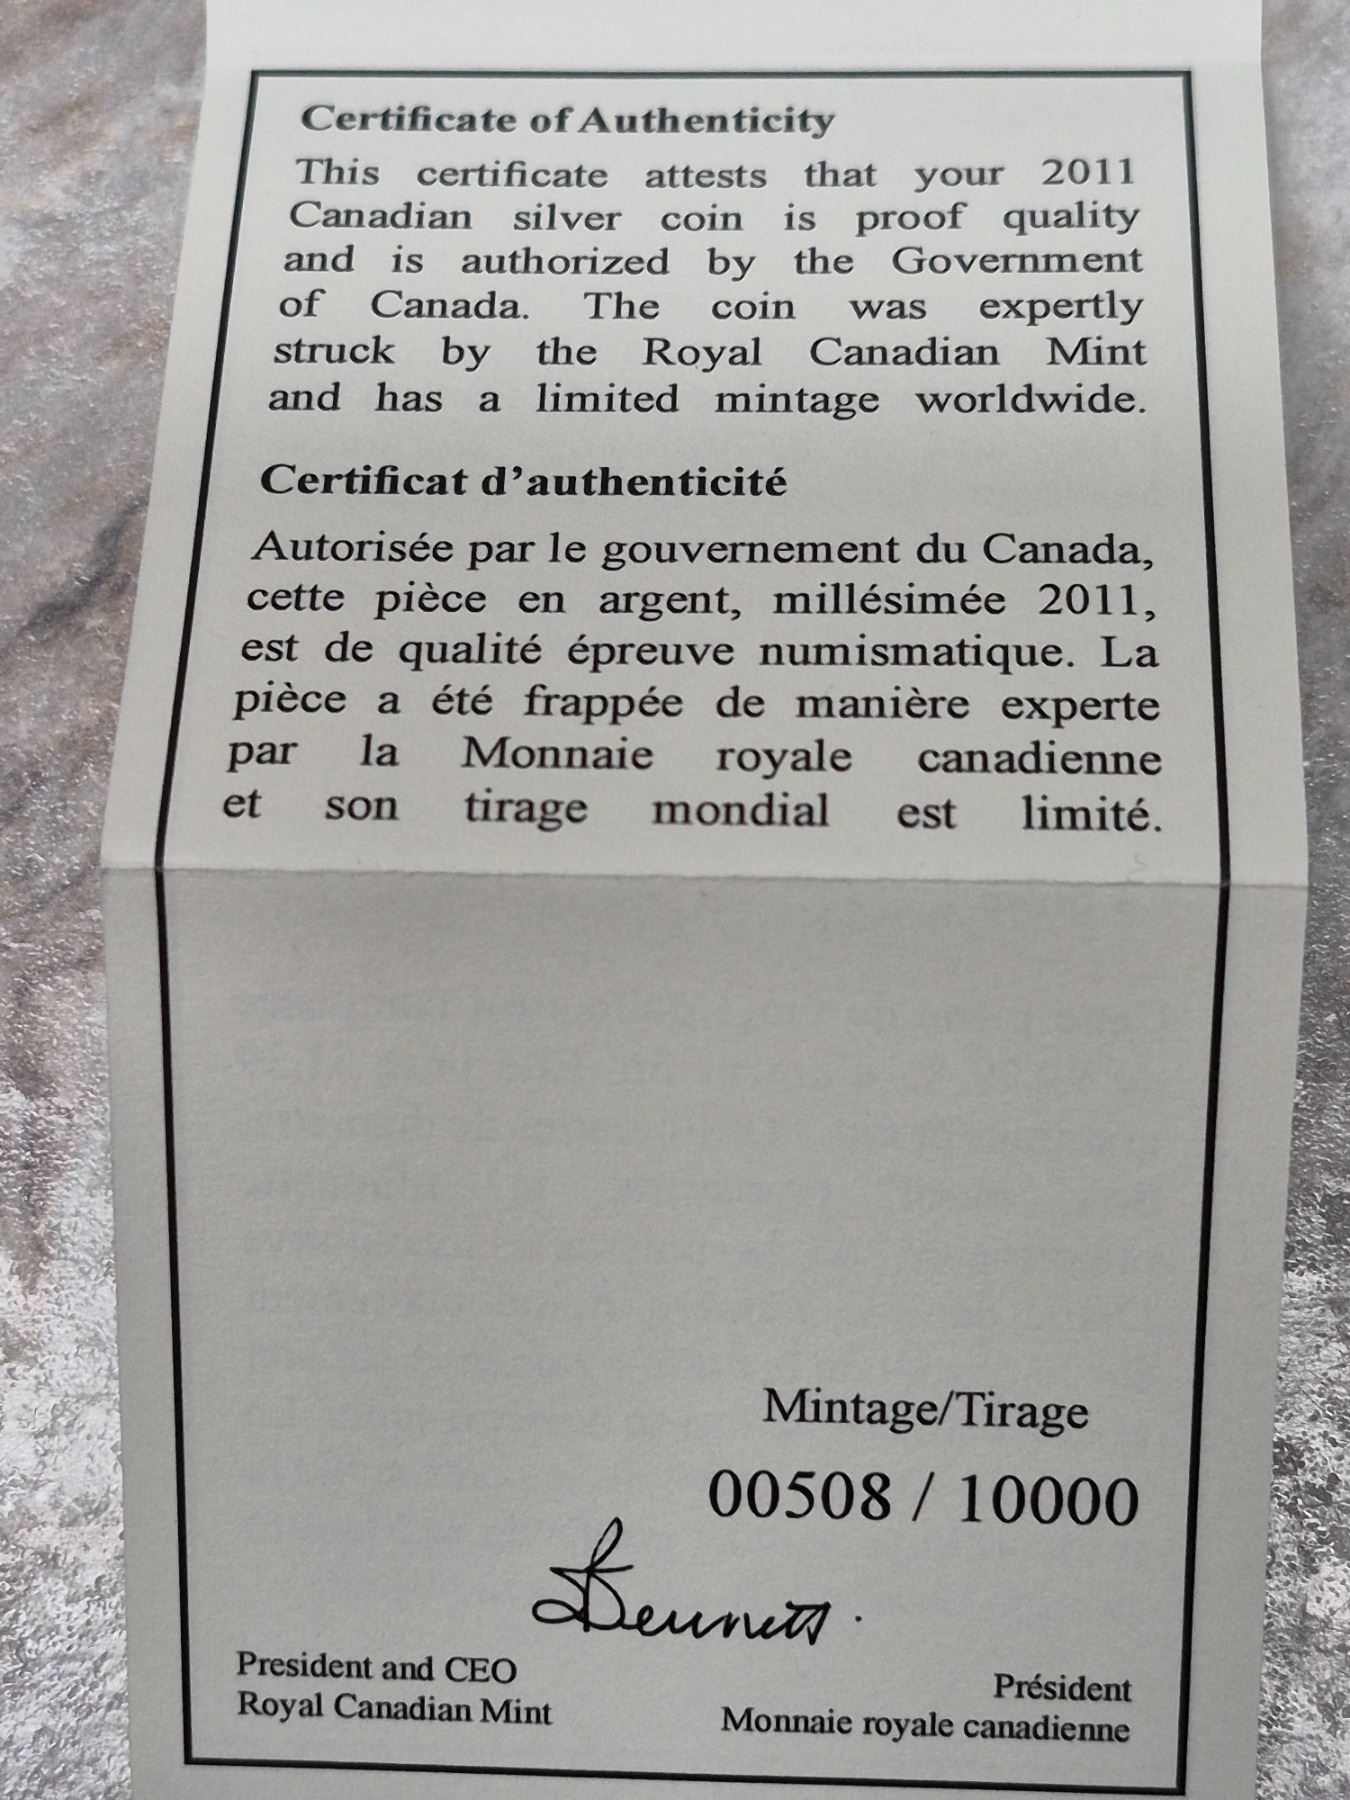 Certificate of Authenticity
This certificate attests that your 2011
Canadian silver coin is proof quality
and is authorized by the Government
of Canada. The coin was expertly
struck by the Royal Canadian Mint
and has a limited mintage worldwide.
Certificat d'authenticité
Autorisée par le gouvernement du Canada,
cette pièce en argent, millésimée 2011,
est de qualité épreuve numismatique. La
pièce a été frappée de manière experte
par la Monnaie royale canadienne
et son tirage mondial est limité.
Mintage/Tirage
00508 / 10000
President and CEO
Royal Canadian Mint
Président
Monnaie royale canadienne